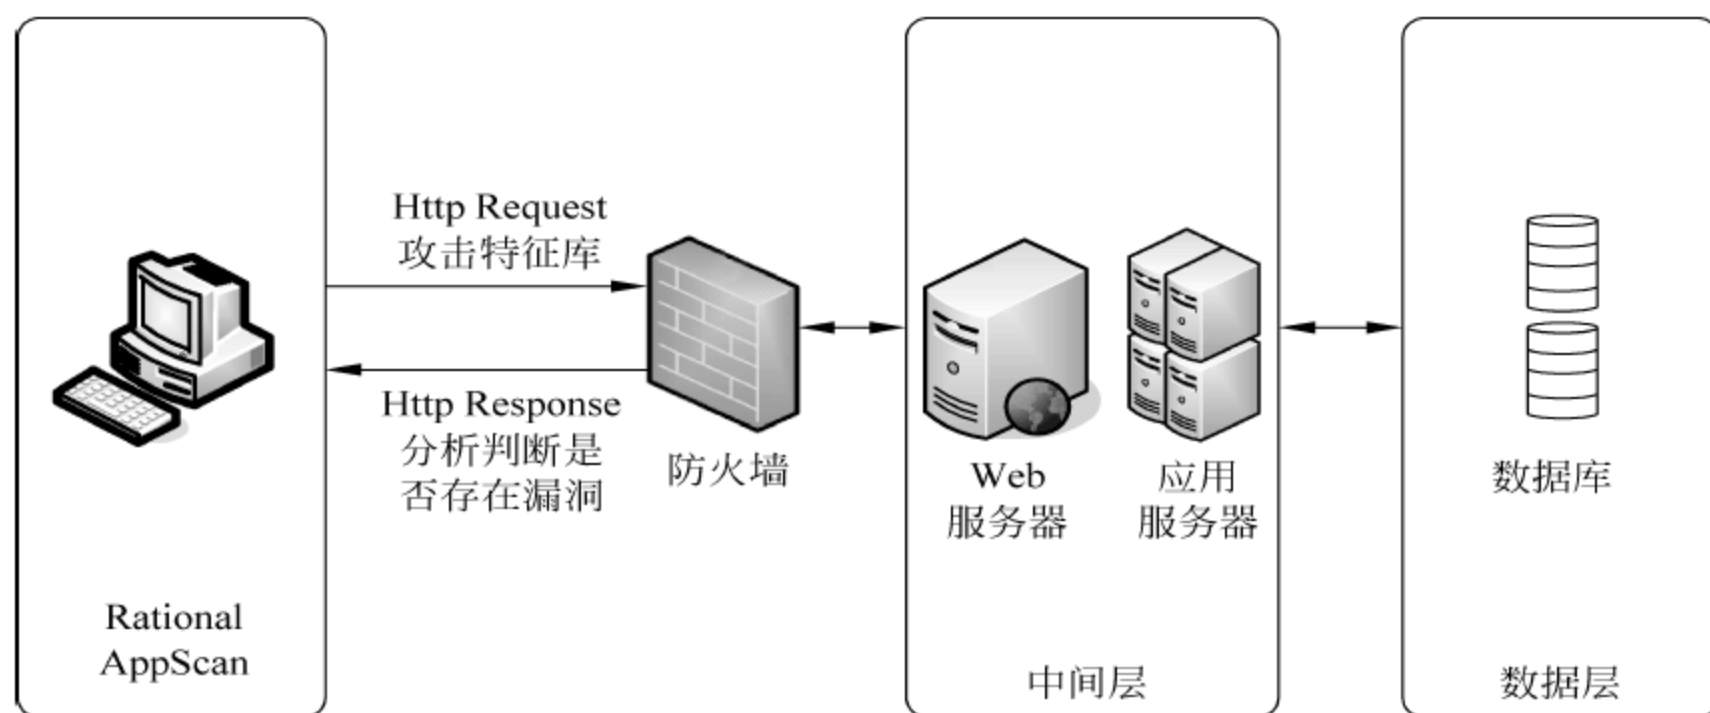 Http Request
攻击特征库
Http Response
分析判断是
否存在漏洞
防火墙
Web
服务器
应用
服务器
数据库
Rational
AppScan
中间层
数据层